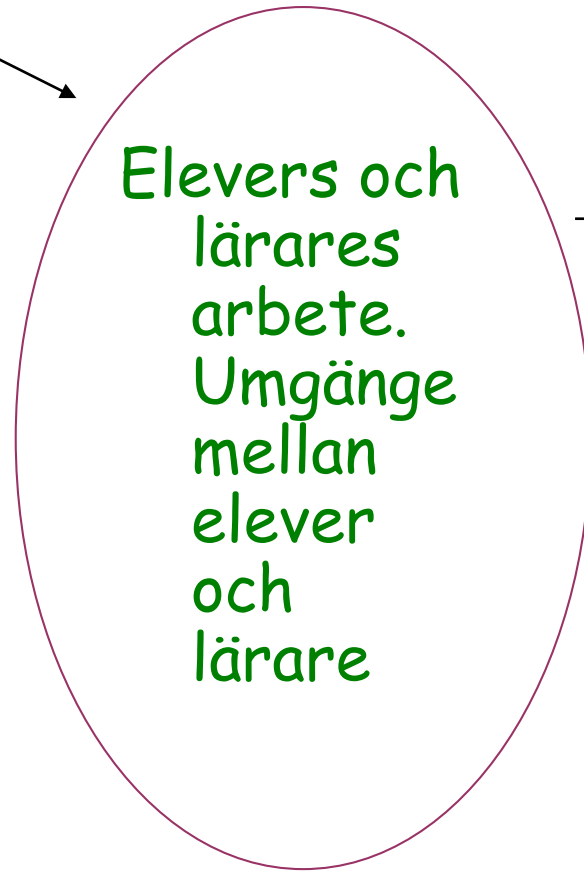 Elevers och
lärares
arbete.
Umgänge
mellan
elever
och
lärare